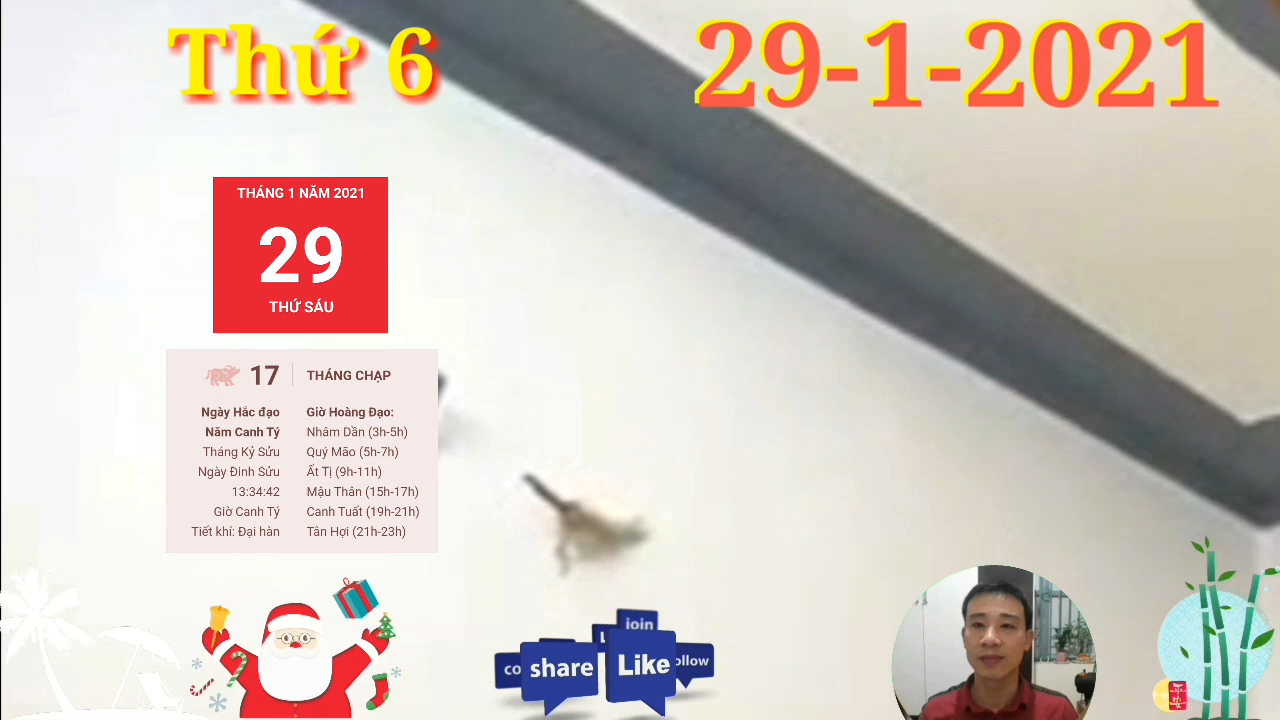 Thứ 6
29-1-2021
THÁNG 1 NĂM 2021
29
THỨ SÁU
17
THÁNG CHẠP
Ngày Hắc đạo
Năm Canh Tý
Tháng Kỷ Sửu
Ngày Đinh Sửu
13:34:42
Giờ Canh Tý
Tiết khí: Đại hàn
Giờ Hoàng Đạo:
Nhâm Dần (3h-5h)
Quý Mão (5h-7h)
Ất Tị (9h-11h)
Mậu Thân (15h-17h)
Canh Tuất (19h-21h)
Tân Hợi (21h-23h)
join
co
share
L
Like
ollow